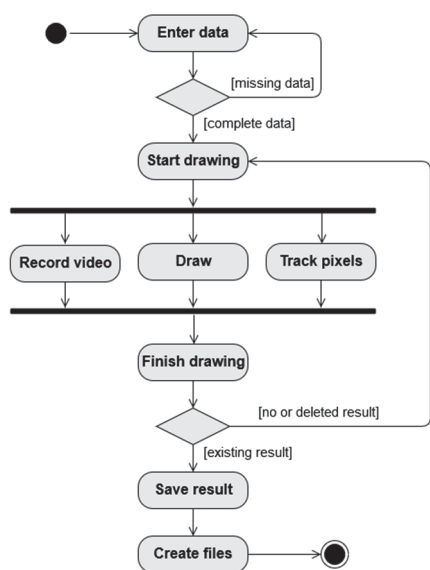 Enter data
[missing data]
[complete data]
Start drawing
Record video
Draw
Track pixels
Finish drawing
[no or deleted result]
[existing result]
Save result
Create files